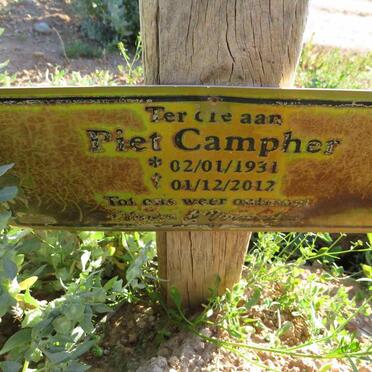 Ter ere aan
Piet Campher
* 02/01/1931
† 01/12/2012
Tot ons weer ontmoet